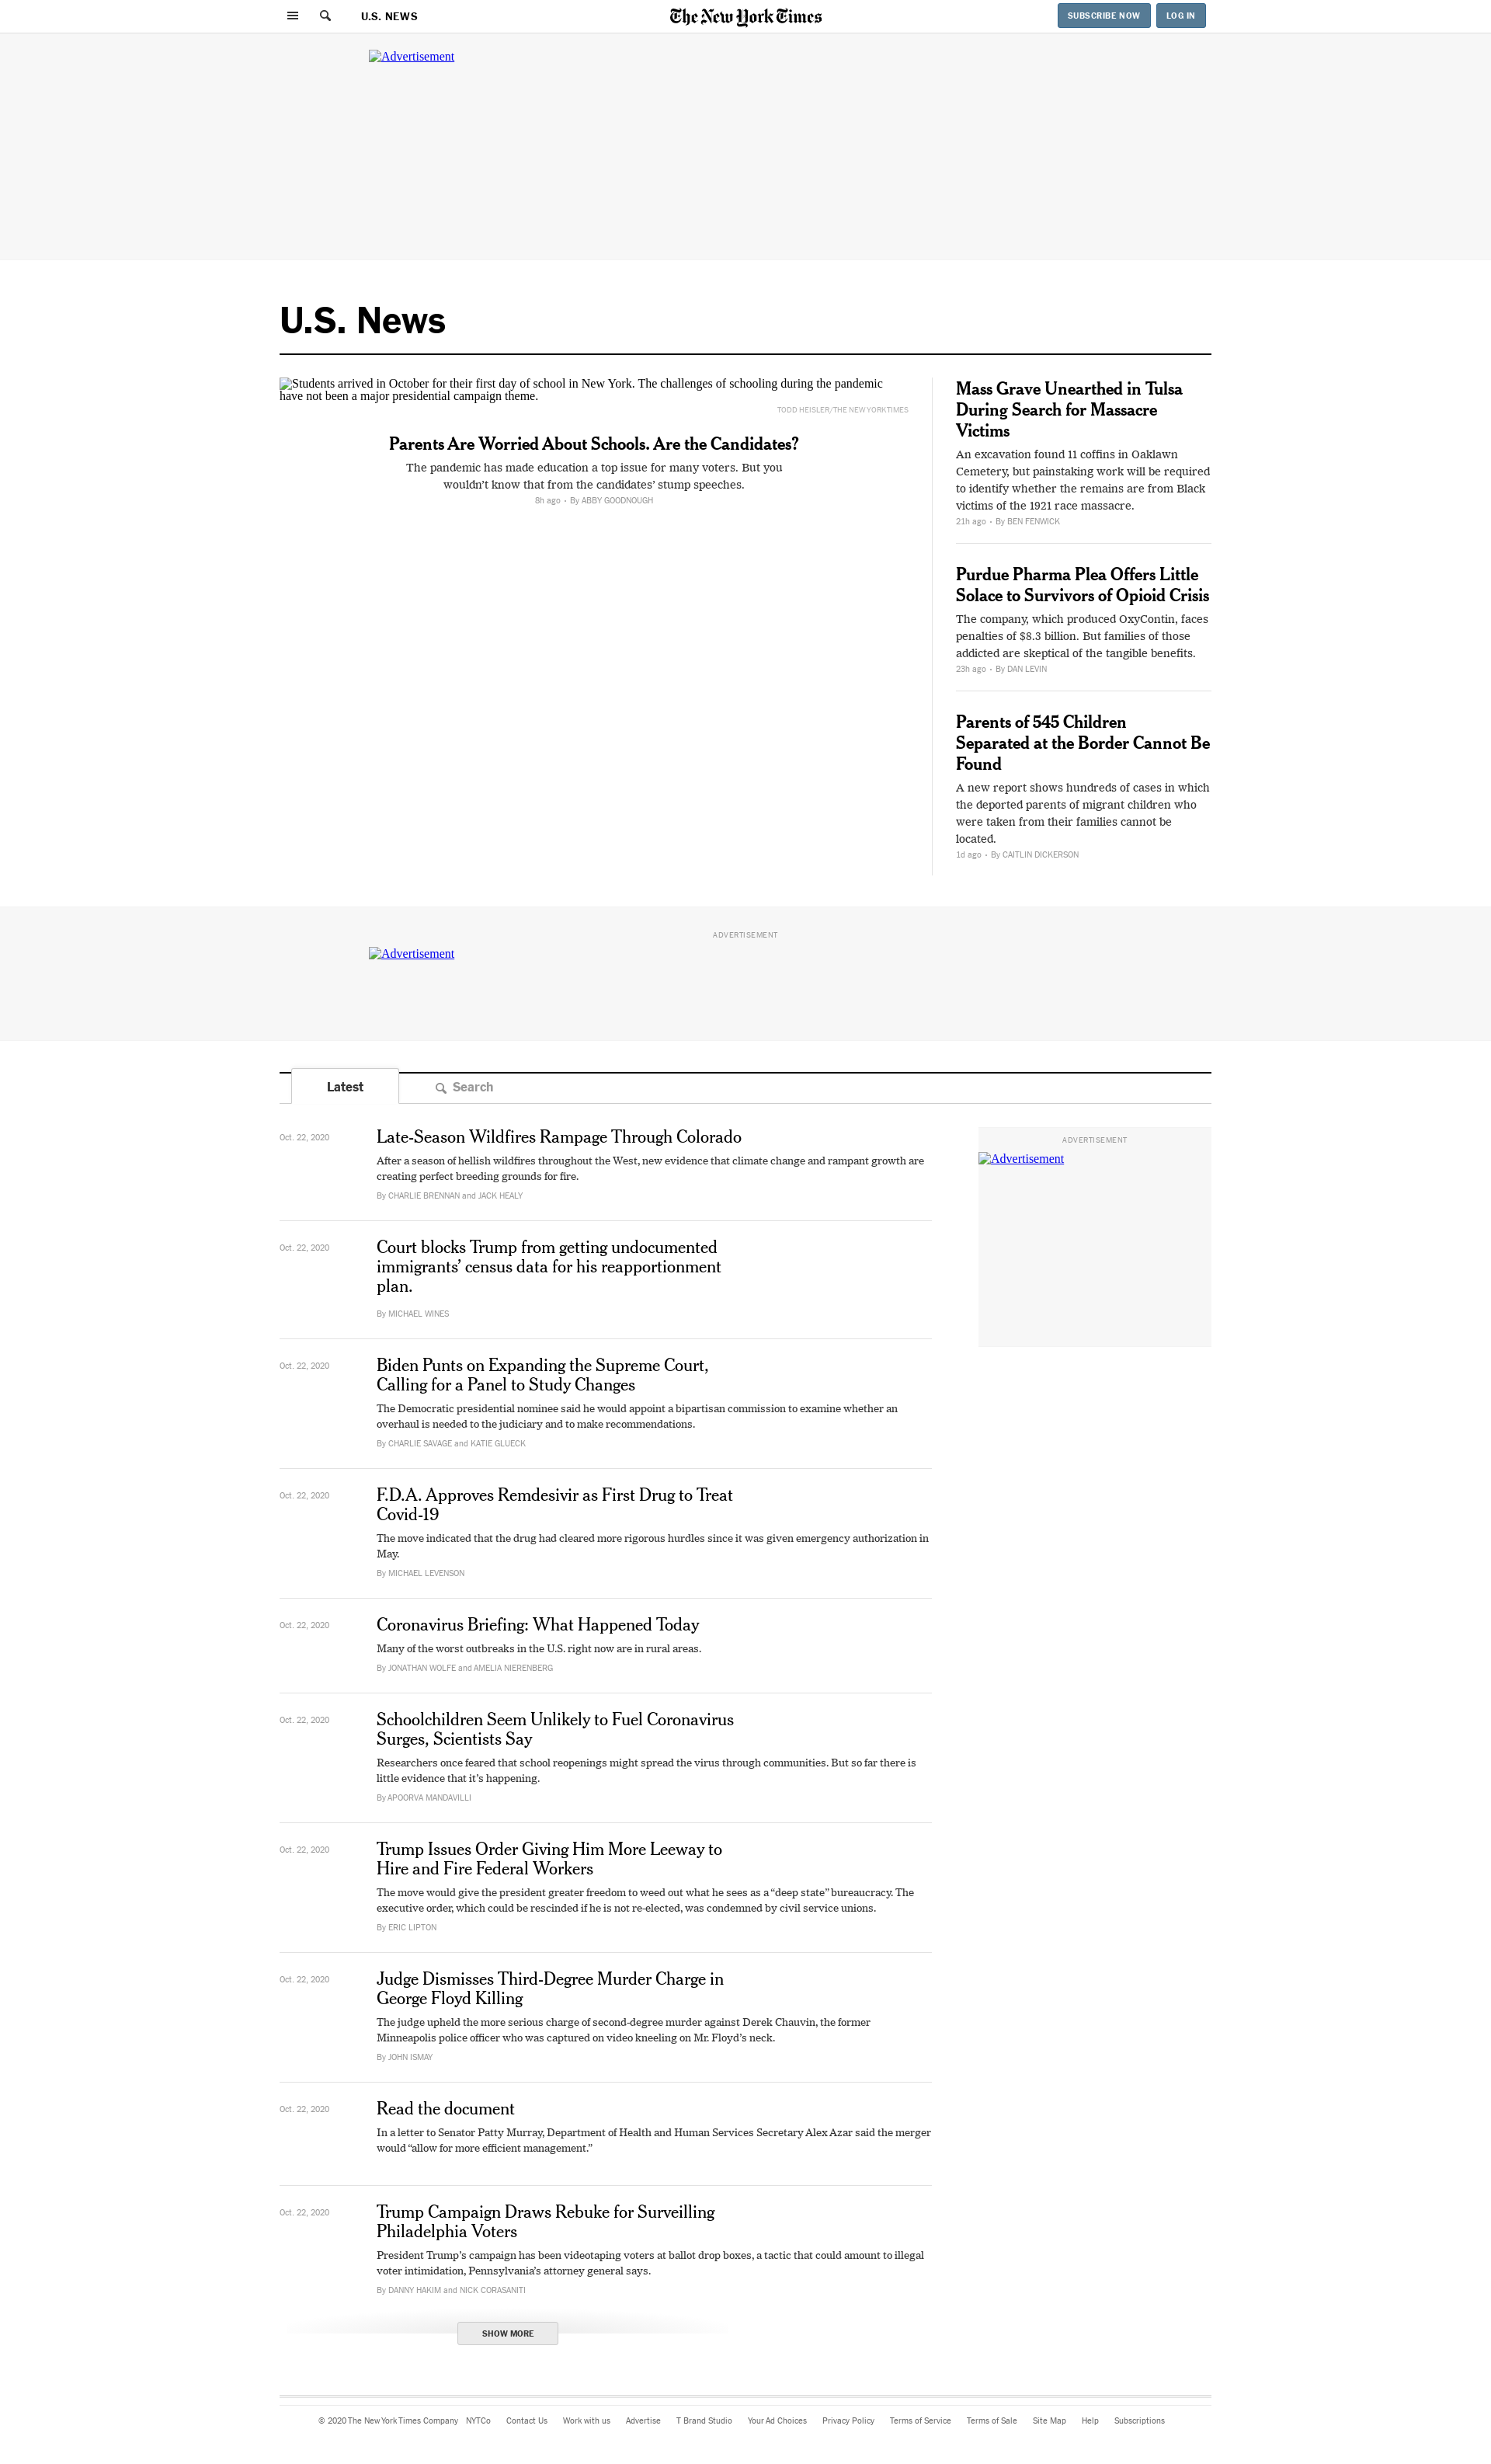 U.S. NEWS
The New York Times
SUBSCRIBE NOW
LOG IN
Advertisement
U.S. News
Students arrived in October for their first day of school in New York. The challenges of schooling during the pandemic
have not been a major presidential campaign theme.
TODD HEISLER/THE NEW YORK TIMES
Parents Are Worried About Schools. Are the Candidates?
The pandemic has made education a top issue for many voters. But you
wouldn’t know that from the candidates’ stump speeches.
8h ago • By ABBY GOODNOUGH
Mass Grave Unearthed in Tulsa
During Search for Massacre
Victims
An excavation found 11 coffins in Oaklawn
Cemetery, but painstaking work will be required
to identify whether the remains are from Black
victims of the 1921 race massacre.
21h ago • By BEN FENWICK
Purdue Pharma Plea Offers Little
Solace to Survivors of Opioid Crisis
The company, which produced OxyContin, faces
penalties of $8.3 billion. But families of those
addicted are skeptical of the tangible benefits.
23h ago • By DAN LEVIN
Parents of 545 Children
Separated at the Border Cannot Be
Found
A new report shows hundreds of cases in which
the deported parents of migrant children who
were taken from their families cannot be
located.
1d ago • By CAITLIN DICKERSON
ADVERTISEMENT
Advertisement
Latest
Search
Oct. 22, 2020
Late-Season Wildfires Rampage Through Colorado
After a season of hellish wildfires throughout the West, new evidence that climate change and rampant growth are
creating perfect breeding grounds for fire.
By CHARLIE BRENNAN and JACK HEALY
ADVERTISEMENT
Advertisement
Oct. 22, 2020
Court blocks Trump from getting undocumented
immigrants’ census data for his reapportionment
plan.
By MICHAEL WINES
Oct. 22, 2020
Biden Punts on Expanding the Supreme Court,
Calling for a Panel to Study Changes
The Democratic presidential nominee said he would appoint a bipartisan commission to examine whether an
overhaul is needed to the judiciary and to make recommendations.
By CHARLIE SAVAGE and KATIE GLUECK
Oct. 22, 2020
F.D.A. Approves Remdesivir as First Drug to Treat
Covid-19
The move indicated that the drug had cleared more rigorous hurdles since it was given emergency authorization in
May.
By MICHAEL LEVENSON
Oct. 22, 2020
Coronavirus Briefing: What Happened Today
Many of the worst outbreaks in the U.S. right now are in rural areas.
By JONATHAN WOLFE and AMELIA NIERENBERG
Oct. 22, 2020
Schoolchildren Seem Unlikely to Fuel Coronavirus
Surges, Scientists Say
Researchers once feared that school reopenings might spread the virus through communities. But so far there is
little evidence that it’s happening.
By APOORVA MANDAVILLI
Oct. 22, 2020
Trump Issues Order Giving Him More Leeway to
Hire and Fire Federal Workers
The move would give the president greater freedom to weed out what he sees as a “deep state” bureaucracy. The
executive order, which could be rescinded if he is not re-elected, was condemned by civil service unions.
By ERIC LIPTON
Oct. 22, 2020
Judge Dismisses Third-Degree Murder Charge in
George Floyd Killing
The judge upheld the more serious charge of second-degree murder against Derek Chauvin, the former
Minneapolis police officer who was captured on video kneeling on Mr. Floyd’s neck.
By JOHN ISMAY
Oct. 22, 2020
Read the document
In a letter to Senator Patty Murray, Department of Health and Human Services Secretary Alex Azar said the merger
would “allow for more efficient management.”
Oct. 22, 2020
Trump Campaign Draws Rebuke for Surveilling
Philadelphia Voters
President Trump’s campaign has been videotaping voters at ballot drop boxes, a tactic that could amount to illegal
voter intimidation, Pennsylvania’s attorney general says.
By DANNY HAKIM and NICK CORASANITI
SHOW MORE
© 2020 The New York Times Company NYTCo Contact Us Work with us Advertise T Brand Studio Your Ad Choices Privacy Policy Terms of Service Terms of Sale Site Map Help Subscriptions